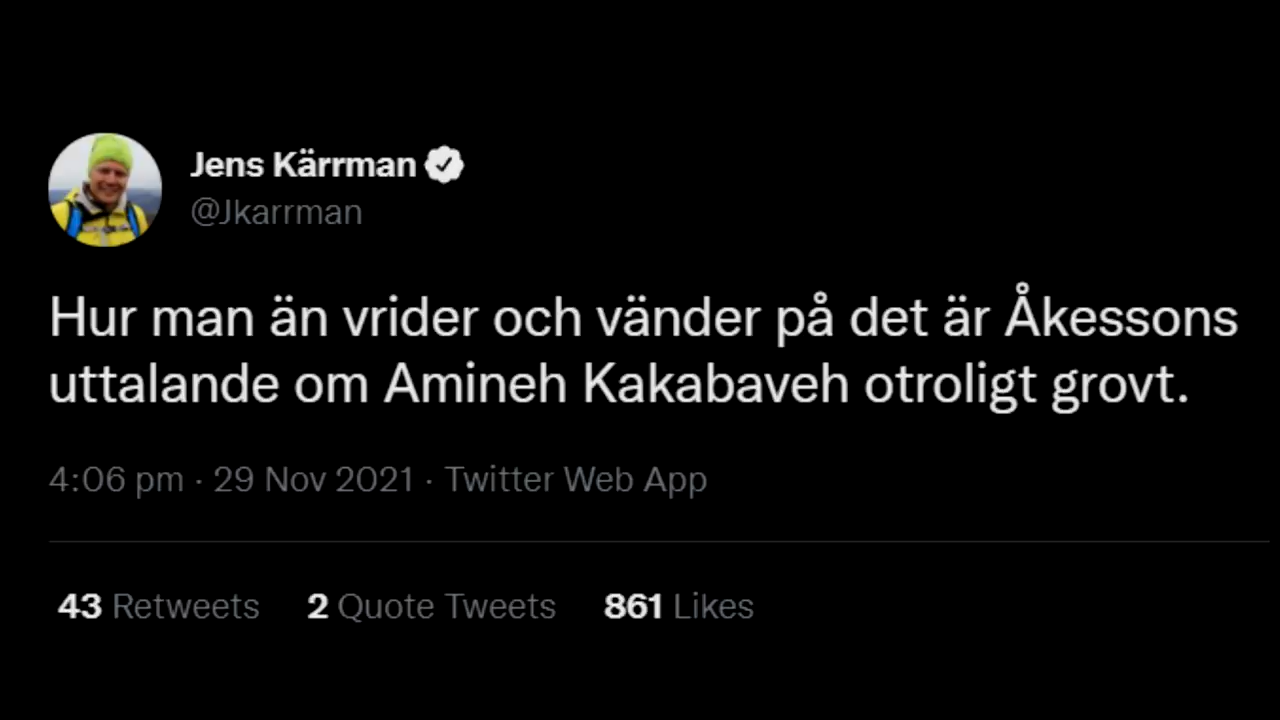 Jens Kärrman
@Jkarrman
Hur man än vrider och vänder på det är Åkessons
uttalande om Amineh Kakabaveh otroligt grovt.
4:06 pm · 29 Nov 2021 · Twitter Web App
43 Retweets 2 Quote Tweets 861 Likes